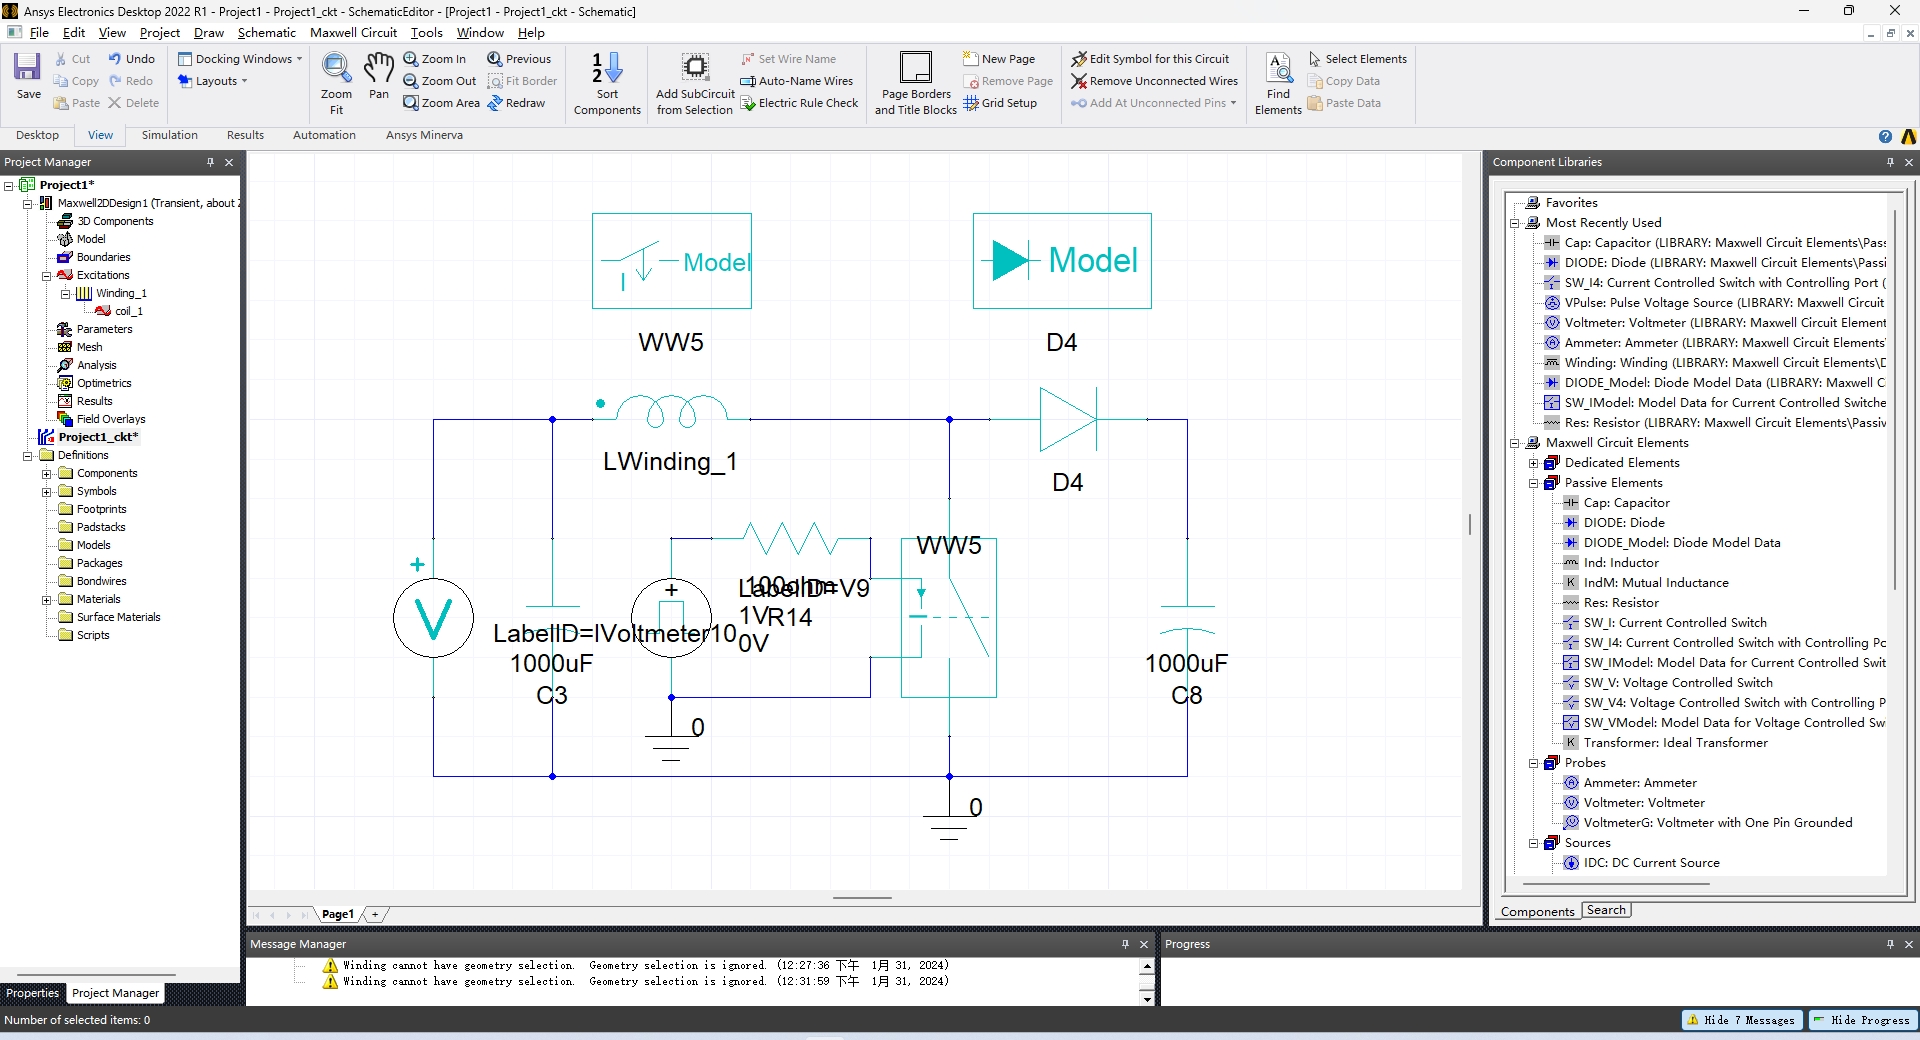 Ansys Electronics Desktop 2022 R1 - Project1 - Project1_ckt - SchematicEditor - [Project1 - Project1_ckt - Schematic]
File Edit View Project Draw Schematic Maxwell Circuit Tools Window Help
Save
Cut
Copy
Paste
Undo
Redo
Delete
Docking Windows
Layouts
Zoom Fit
Pan
Zoom In
Zoom Out
Zoom Area
Previous
Fit Border
Redraw
1 2
Sort Components
Add SubCircuit from Selection
Set Wire Name
Auto-Name Wires
Electric Rule Check
Page Borders and Title Blocks
New Page
Remove Page
Grid Setup
Edit Symbol for this Circuit
Remove Unconnected Wires
Add At Unconnected Pins
Find Elements
Select Elements
Copy Data
Paste Data
Desktop View Simulation Results Automation Ansys Minerva
Project Manager
Project1*
Maxwell2DDesign1 (Transient, about Z
3D Components
Model
Boundaries
Excitations
Winding_1
coil_1
Parameters
Mesh
Analysis
Optimetrics
Results
Field Overlays
Project1_ckt*
Definitions
Components
Symbols
Footprints
Padstacks
Models
Packages
Bondwires
Materials
Surface Materials
Scripts
Properties Project Manager
I Model
WW5
Model
D4
LWinding_1
D4
WW5
+
V
+
100ohm
LabelID=V9
1V
R14
0V
LabelID=IVoltmeter10
1000uF
C3
1000uF
C8
0
0
Page1 +
Component Libraries
Favorites
Most Recently Used
Cap: Capacitor (LIBRARY: Maxwell Circuit Elements\Pass
DIODE: Diode (LIBRARY: Maxwell Circuit Elements\Passi
SW_I4: Current Controlled Switch with Controlling Port (
VPulse: Pulse Voltage Source (LIBRARY: Maxwell Circuit
Voltmeter: Voltmeter (LIBRARY: Maxwell Circuit Element
Ammeter: Ammeter (LIBRARY: Maxwell Circuit Elements
Winding: Winding (LIBRARY: Maxwell Circuit Elements\D
DIODE_Model: Diode Model Data (LIBRARY: Maxwell C
SW_IModel: Model Data for Current Controlled Switche
Res: Resistor (LIBRARY: Maxwell Circuit Elements\Passiv
Maxwell Circuit Elements
Dedicated Elements
Passive Elements
Cap: Capacitor
DIODE: Diode
DIODE_Model: Diode Model Data
Ind: Inductor
IndM: Mutual Inductance
Res: Resistor
SW_I: Current Controlled Switch
SW_I4: Current Controlled Switch with Controlling Po
SW_IModel: Model Data for Current Controlled Swit
SW_V: Voltage Controlled Switch
SW_V4: Voltage Controlled Switch with Controlling P
SW_VModel: Model Data for Voltage Controlled Sw
Transformer: Ideal Transformer
Probes
Ammeter: Ammeter
Voltmeter: Voltmeter
VoltmeterG: Voltmeter with One Pin Grounded
Sources
IDC: DC Current Source
Components Search
Message Manager
Winding cannot have geometry selection. Geometry selection is ignored. (12:27:36 下午 1月 31, 2024)
Winding cannot have geometry selection. Geometry selection is ignored. (12:31:59 下午 1月 31, 2024)
Progress
Number of selected items: 0
Hide 7 Messages Hide Progress